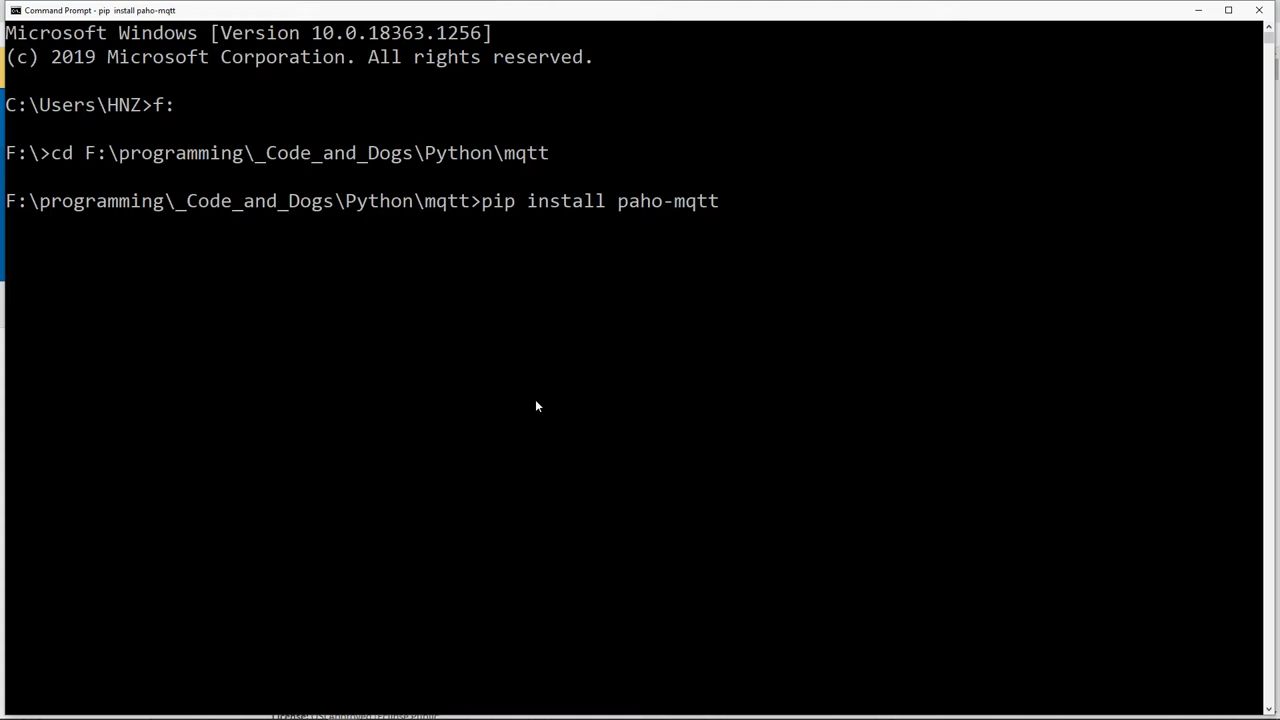 Command Prompt - pip  install paho-mqtt
Microsoft Windows [Version 10.0.18363.1256]
(c) 2019 Microsoft Corporation. All rights reserved.
C:\Users\HNZ>f:
F:\>cd F:\programming\_Code_and_Dogs\Python\mqtt
F:\programming\_Code_and_Dogs\Python\mqtt>pip install paho-mqtt